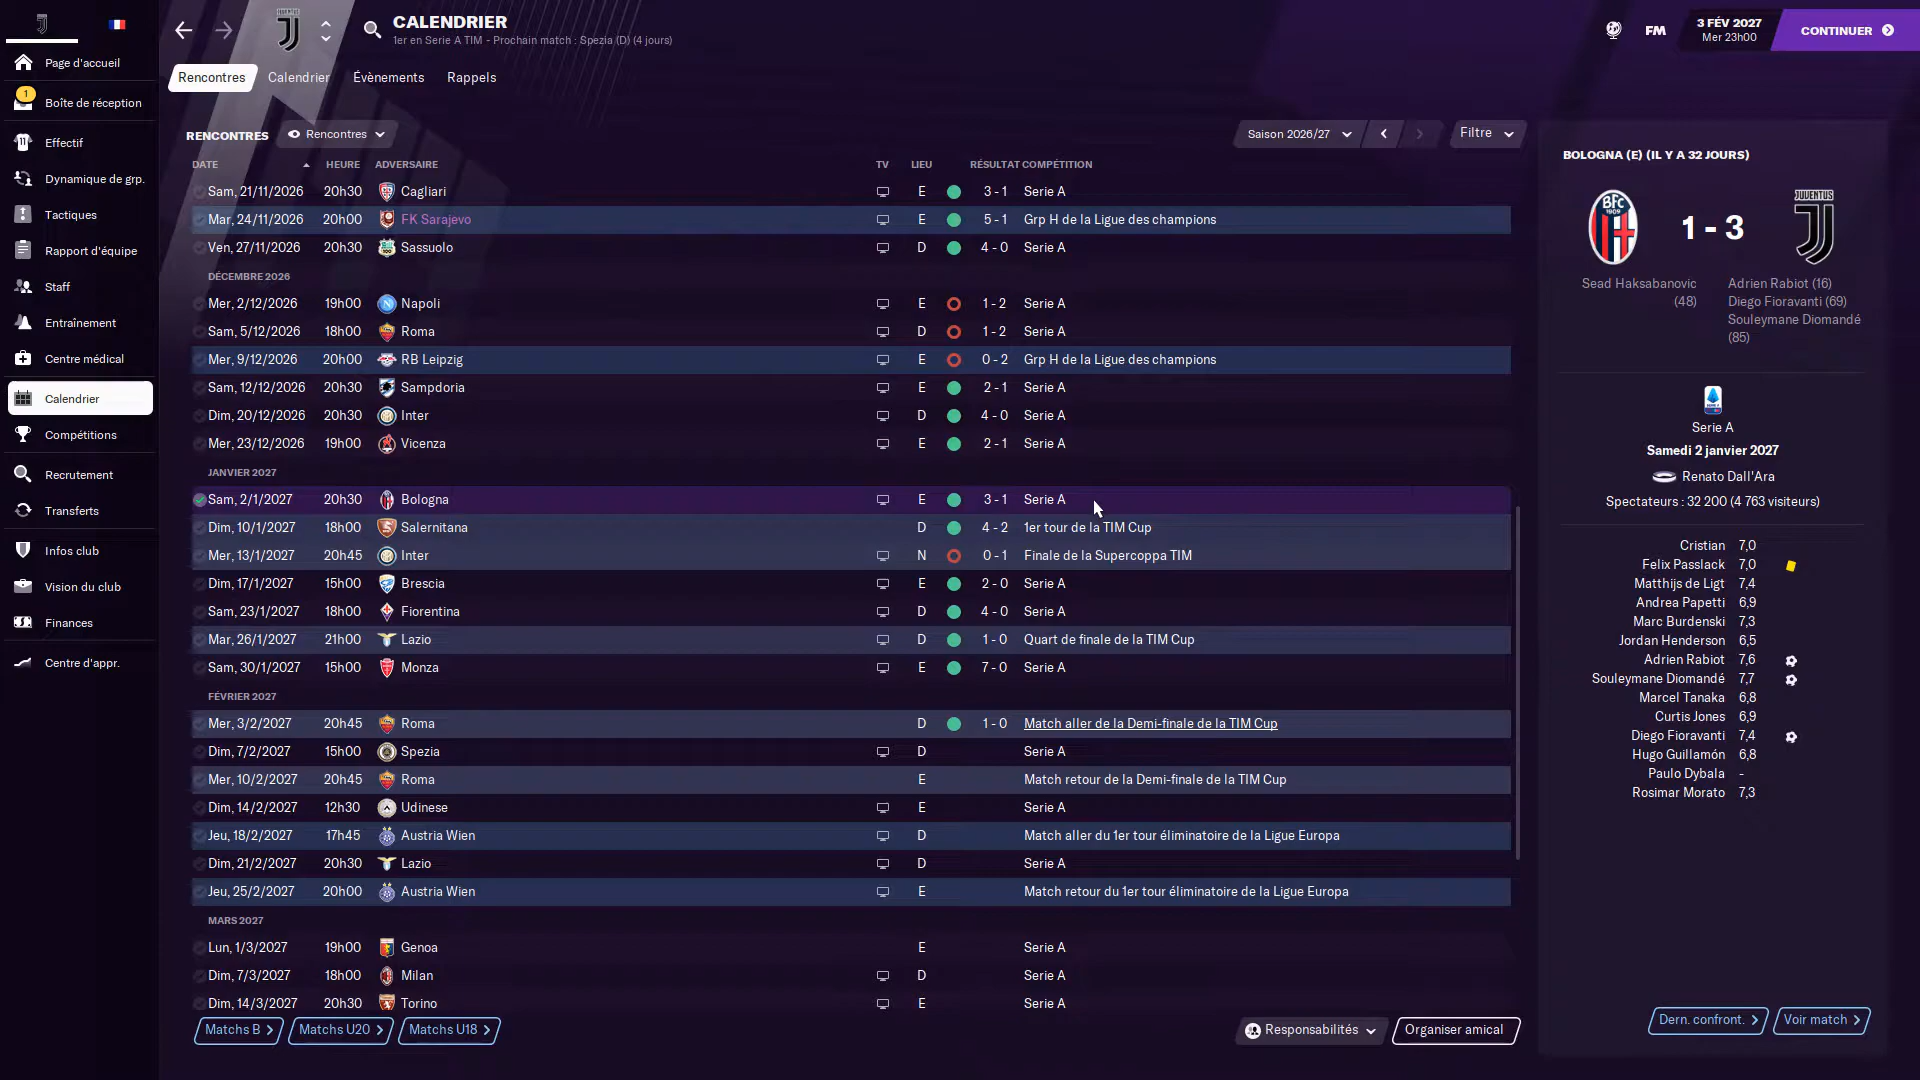 CALENDRIER
1er en Serie A TIM - Prochain match : Spezia (D) (4 jours)
FM
3 FÉV 2027
Mer 23h00
CONTINUER
Page d'accueil
1
Boîte de réception
Effectif
Dynamique de grp.
Tactiques
Rapport d'équipe
Staff
Entraînement
Centre médical
Calendrier
Compétitions
Recrutement
Transferts
Infos club
Vision du club
Finances
Centre d'appr.
Rencontres Calendrier Évènements Rappels
RENCONTRES Rencontres Saison 2026/27 Filtre
DATE HEURE ADVERSAIRE TV LIEU RÉSULTAT COMPÉTITION
Sam, 21/11/2026 20h30 Cagliari E 3 - 1 Serie A
Mar, 24/11/2026 20h00 FK Sarajevo E 5 - 1 Grp H de la Ligue des champions
Ven, 27/11/2026 20h30 Sassuolo D 4 - 0 Serie A
DÉCEMBRE 2026
Mer, 2/12/2026 19h00 Napoli E 1 - 2 Serie A
Sam, 5/12/2026 18h00 Roma D 1 - 2 Serie A
Mer, 9/12/2026 20h00 RB Leipzig E 0 - 2 Grp H de la Ligue des champions
Sam, 12/12/2026 20h30 Sampdoria E 2 - 1 Serie A
Dim, 20/12/2026 20h30 Inter D 4 - 0 Serie A
Mer, 23/12/2026 19h00 Vicenza E 2 - 1 Serie A
JANVIER 2027
Sam, 2/1/2027 20h30 Bologna E 3 - 1 Serie A
Dim, 10/1/2027 18h00 Salernitana D 4 - 2 1er tour de la TIM Cup
Mer, 13/1/2027 20h45 Inter N 0 - 1 Finale de la Supercoppa TIM
Dim, 17/1/2027 15h00 Brescia E 2 - 0 Serie A
Sam, 23/1/2027 18h00 Fiorentina D 4 - 0 Serie A
Mar, 26/1/2027 21h00 Lazio D 1 - 0 Quart de finale de la TIM Cup
Sam, 30/1/2027 15h00 Monza E 7 - 0 Serie A
FÉVRIER 2027
Mer, 3/2/2027 20h45 Roma D 1 - 0 Match aller de la Demi-finale de la TIM Cup
Dim, 7/2/2027 15h00 Spezia D Serie A
Mer, 10/2/2027 20h45 Roma E Match retour de la Demi-finale de la TIM Cup
Dim, 14/2/2027 12h30 Udinese E Serie A
Jeu, 18/2/2027 17h45 Austria Wien D Match aller du 1er tour éliminatoire de la Ligue Europa
Dim, 21/2/2027 20h30 Lazio D Serie A
Jeu, 25/2/2027 20h00 Austria Wien E Match retour du 1er tour éliminatoire de la Ligue Europa
MARS 2027
Lun, 1/3/2027 19h00 Genoa E Serie A
Dim, 7/3/2027 18h00 Milan D Serie A
Dim, 14/3/2027 20h30 Torino E Serie A
Matchs B Matchs U20 Matchs U18 Responsabilités Organiser amical
BOLOGNA (E) (IL Y A 32 JOURS)
BFC
1909
JUVENTUS
1 - 3
Sead Haksabanovic
(48)
Adrien Rabiot (16)
Diego Fioravanti (69)
Souleymane Diomandé
(85)
Serie A
Samedi 2 janvier 2027
Renato Dall'Ara
Spectateurs : 32 200 (4 763 visiteurs)
Cristian 7,0
Felix Passlack 7,0
Matthijs de Ligt 7,4
Andrea Papetti 6,9
Marc Burdenski 7,3
Jordan Henderson 6,5
Adrien Rabiot 7,6
Souleymane Diomandé 7,7
Marcel Tanaka 6,8
Curtis Jones 6,9
Diego Fioravanti 7,4
Hugo Guillamón 6,8
Paulo Dybala -
Rosimar Morato 7,3
Dern. confront. Voir match